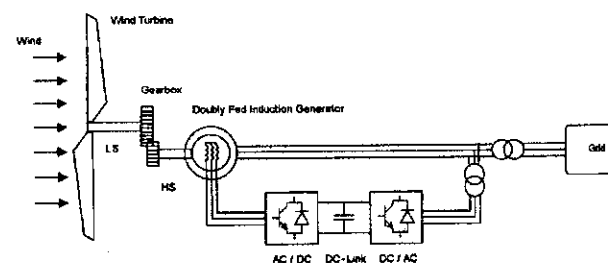 Wind Turbine
Wind
Gearbox
Doubly Fed Induction Generator
Grid
LS
HS
AC / DC
DC - Link
DC / AC